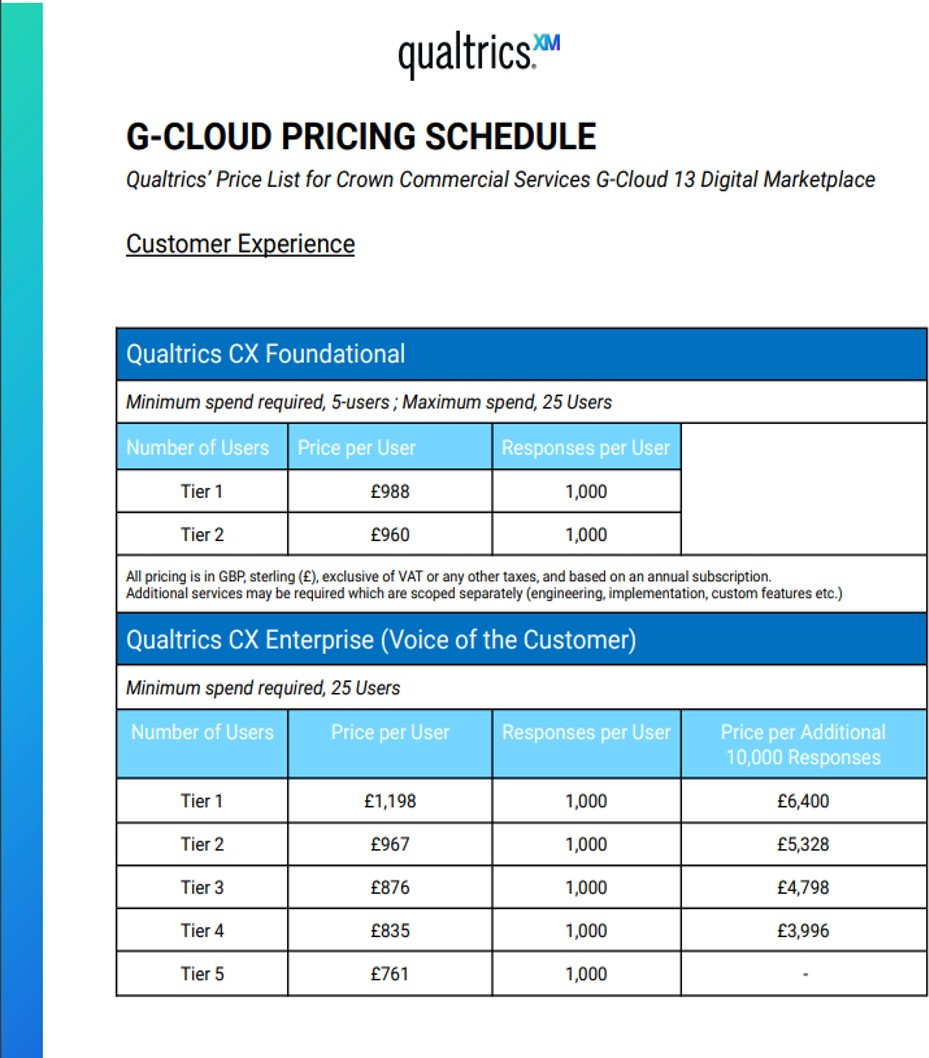 qualtrics.XM
G-CLOUD PRICING SCHEDULE
Qualtrics’ Price List for Crown Commercial Services G-Cloud 13 Digital Marketplace
Customer Experience
Qualtrics CX Foundational
Minimum spend required, 5-users ; Maximum spend, 25 Users
Number of Users Price per User Responses per User
Tier 1 £988 1,000
Tier 2 £960 1,000
All pricing is in GBP, sterling (£), exclusive of VAT or any other taxes, and based on an annual subscription.
Additional services may be required which are scoped separately (engineering, implementation, custom features etc.)
Qualtrics CX Enterprise (Voice of the Customer)
Minimum spend required, 25 Users
Number of Users Price per User Responses per User Price per Additional
10,000 Responses
Tier 1 £1,198 1,000 £6,400
Tier 2 £967 1,000 £5,328
Tier 3 £876 1,000 £4,798
Tier 4 £835 1,000 £3,996
Tier 5 £761 1,000 -